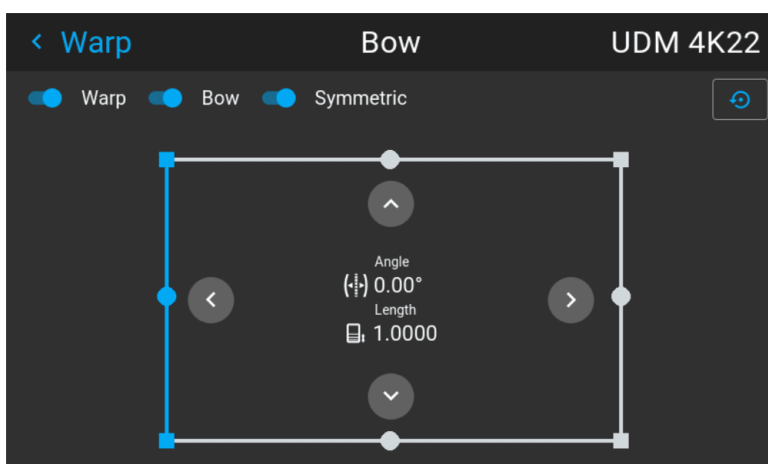 Warp
Bow
UDM 4K22
Warp
Bow
Symmetric
Angle
0.00°
Length
1.0000